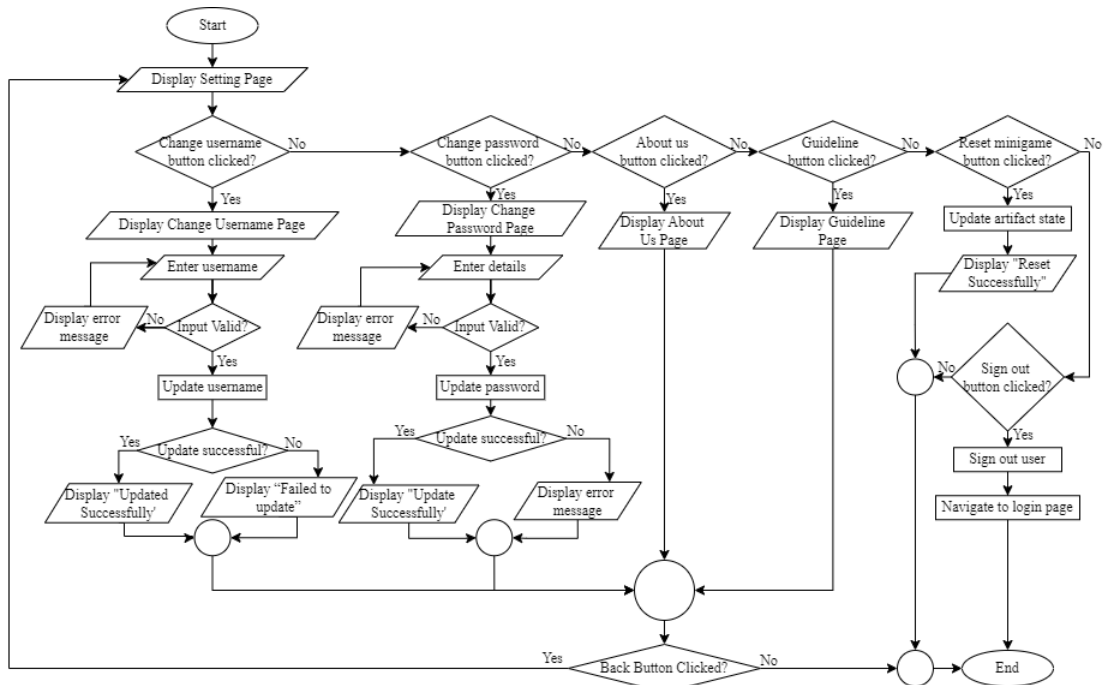 Start
Display Setting Page
Change username
button clicked?
No
Change password
button clicked?
No
About us
button clicked?
No
Guideline
button clicked?
No
Reset minigame
button clicked?
No
Yes
Yes
Yes
Yes
Yes
Display Change Username Page
Display Change
Password Page
Display About
Us Page
Display Guideline
Page
Update artifact state
Enter username
Enter details
Display "Reset
Successfully"
Display error
message
No
Input Valid?
Display error
message
No
Input Valid?
Yes
Yes
No
Sign out
button clicked?
Update username
Update password
Yes
Yes
Update successful?
No
Yes
Update successful?
No
Sign out user
Display "Updated
Successfully'
Display “Failed to
update”
Display "Update
Successfully'
Display error
message
Navigate to login page
Yes
Back Button Clicked?
No
End